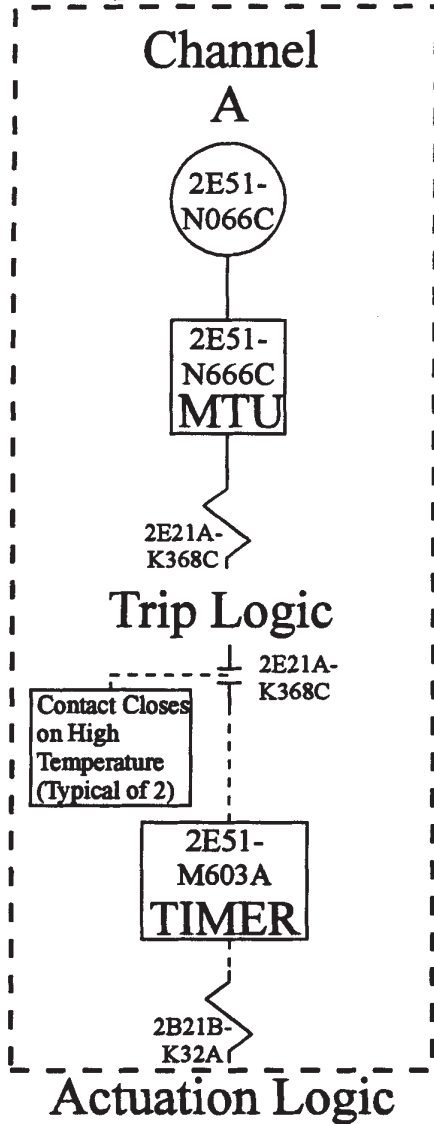 Channel
A
2E51-
N066C
2E51-
N666C
MTU
2E21A-
K368C
Trip Logic
2E21A-
K368C
Contact Closes
on High
Temperature
(Typical of 2)
2E51-
M603A
TIMER
2B21B-
K32A
Actuation Logic